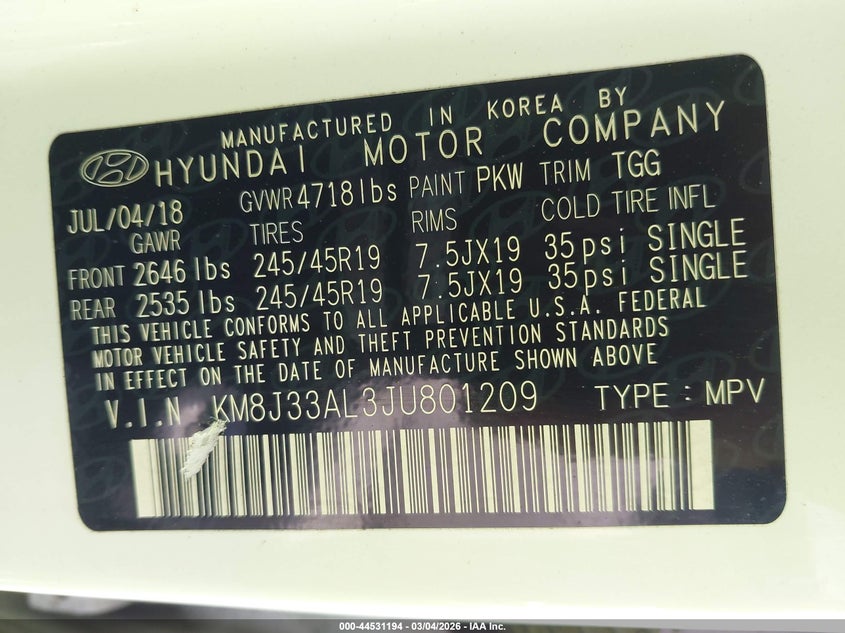 MANUFACTURED IN KOREA BY
HYUNDAI MOTOR COMPANY
JUL/04/18 GVWR 4718lbs PAINT PKW TRIM TGG
GAWR TIRES RIMS COLD TIRE INFL
FRONT 2646 lbs 245/45R19 7.5JX19 35psi SINGLE
REAR 2535 lbs 245/45R19 7.5JX19 35psi SINGLE
THIS VEHICLE CONFORMS TO ALL APPLICABLE U.S.A. FEDERAL
MOTOR VEHICLE SAFETY AND THEFT PREVENTION STANDARDS
IN EFFECT ON THE DATE OF MANUFACTURE SHOWN ABOVE
V.I.N KM8J33AL3JU801209 TYPE : MPV
000-44531194 - 03/04/2026 - IAA Inc.